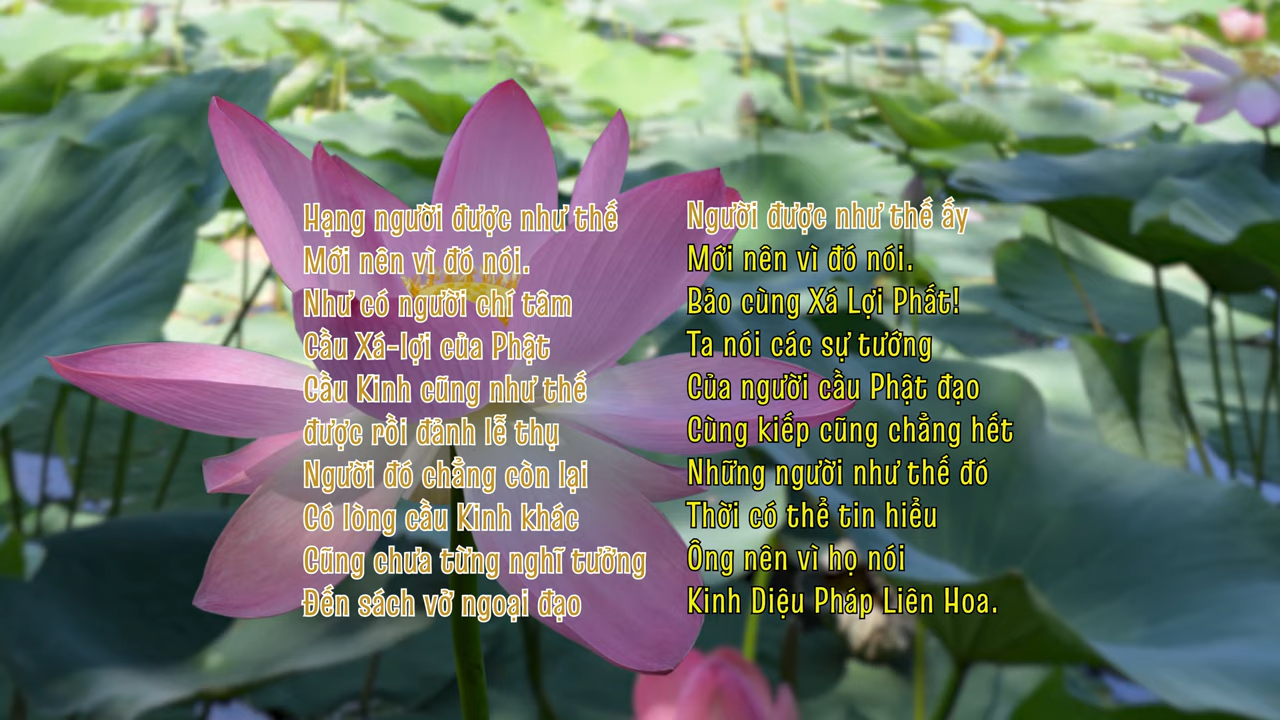 Hạng người được như thế
Mới nên vì đó nói.
Như có người chí tâm
Cầu Xá-lợi của Phật
Cầu Kinh cũng như thế
được rồi đảnh lễ thụ
Người đó chẳng còn lại
Có lòng cầu Kinh khác
Cũng chưa từng nghĩ tưởng
Đến sách vở ngoại đạo
Người được như thế ấy
Mới nên vì đó nói.
Bảo cùng Xá Lợi Phất!
Ta nói các sự tướng
Của người cầu Phật đạo
Cùng kiếp cũng chẳng hết
Những người như thế đó
Thời có thể tin hiểu
Ông nên vì họ nói
Kinh Diệu Pháp Liên Hoa.